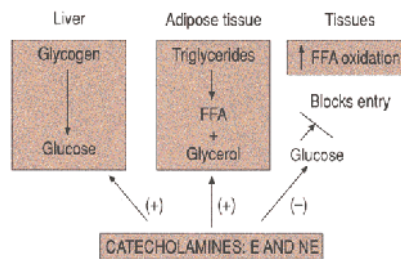 Liver
Adipose tissue
Tissues
Glycogen
Glucose
Triglycerides
FFA
+
Glycerol
↑ FFA oxidation
Blocks entry
Glucose
(+)
(+)
(−)
CATECHOLAMINES: E AND NE